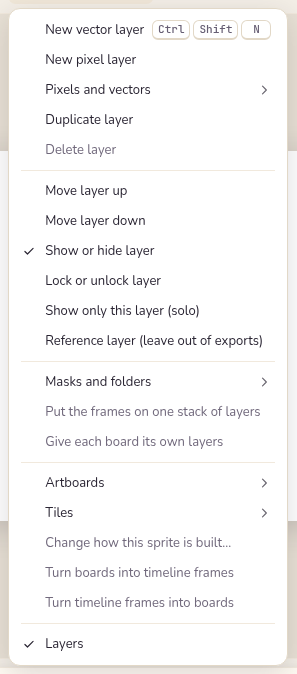 New vector layer Ctrl Shift N
New pixel layer
Pixels and vectors
Duplicate layer
Delete layer
Move layer up
Move layer down
Show or hide layer
Lock or unlock layer
Show only this layer (solo)
Reference layer (leave out of exports)
Masks and folders
Put the frames on one stack of layers
Give each board its own layers
Artboards
Tiles
Change how this sprite is built...
Turn boards into timeline frames
Turn timeline frames into boards
Layers